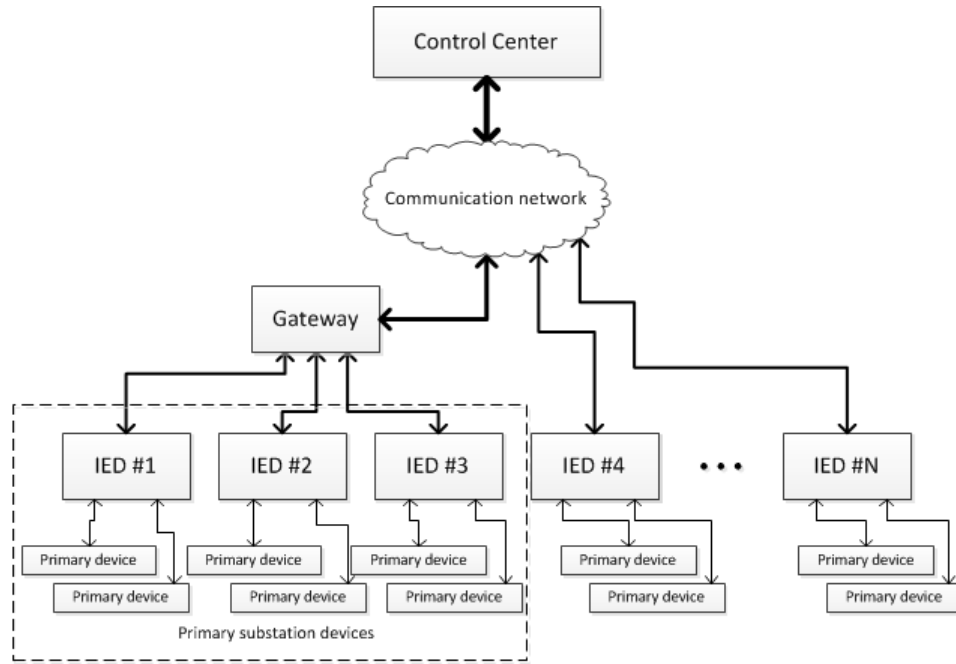 Control Center
Communication network
Gateway
IED #1
IED #2
IED #3
IED #4
IED #N
Primary device
Primary device
Primary device
Primary device
Primary device
Primary device
Primary device
Primary device
Primary device
Primary device
Primary substation devices